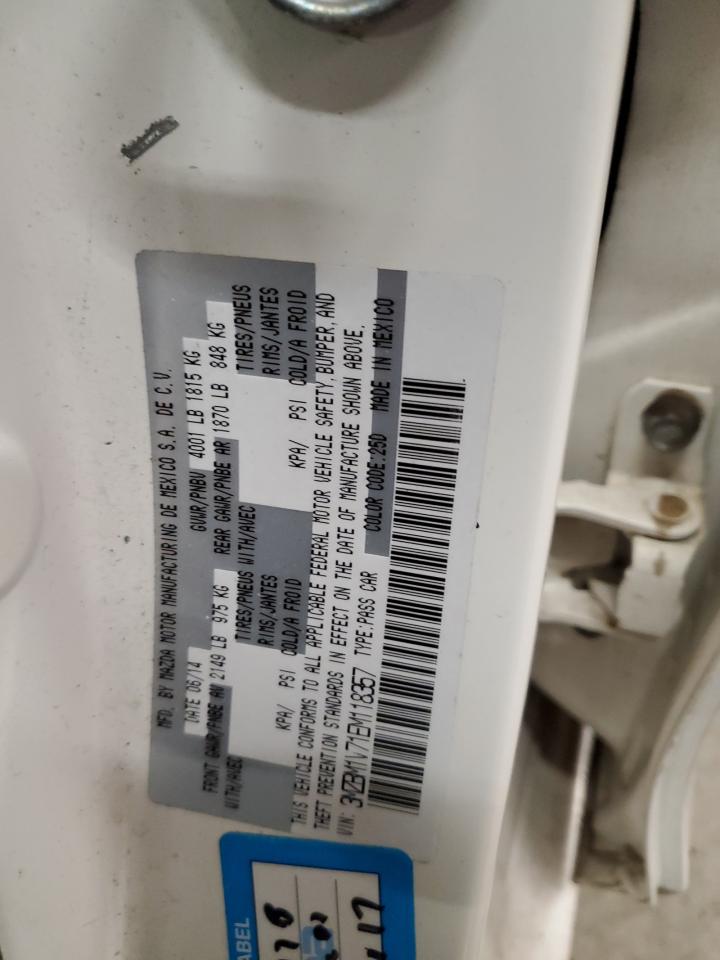 MFD. BY MAZDA MOTOR MANUFACTURING DE MEXICO S.A. DE C.V.
DATE 06/14 GVWR/PNBV 4001 LB 1815 KG
FRONT GAWR/PNBE AV 2149 LB 975 KG REAR GAWR/PNBE AR 1870 LB 848 KG
WITH/AVEC TIRES/PNEUS WITH/AVEC TIRES/PNEUS
RIMS/JANTES RIMS/JANTES
KPA/ PSI COLD/A FROID KPA/ PSI COLD/A FROID
THIS VEHICLE CONFORMS TO ALL APPLICABLE FEDERAL MOTOR VEHICLE SAFETY, BUMPER, AND
THEFT PREVENTION STANDARDS IN EFFECT ON THE DATE OF MANUFACTURE SHOWN ABOVE.
VIN: 3MZBM1V71EM118357 TYPE:PASS CAR COLOR CODE:25D MADE IN MEXICO
ABEL
17